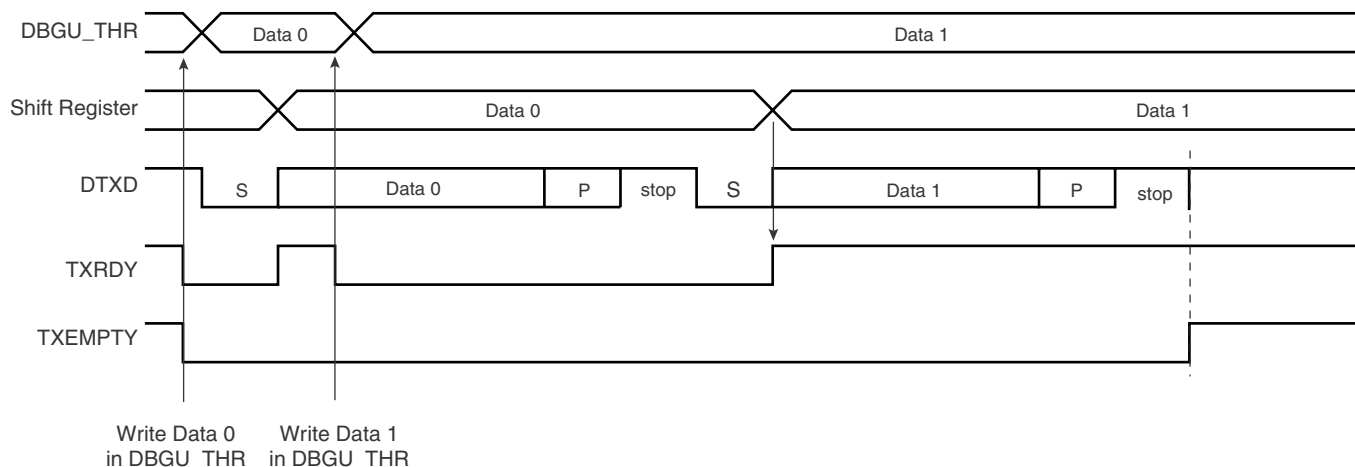 DBGU_THR
Data 0
Data 1
Shift Register
Data 0
Data 1
DTXD
S
Data 0
P
stop
S
Data 1
P
stop
TXRDY
TXEMPTY
Write Data 0
in DBGU_THR
Write Data 1
in DBGU_THR